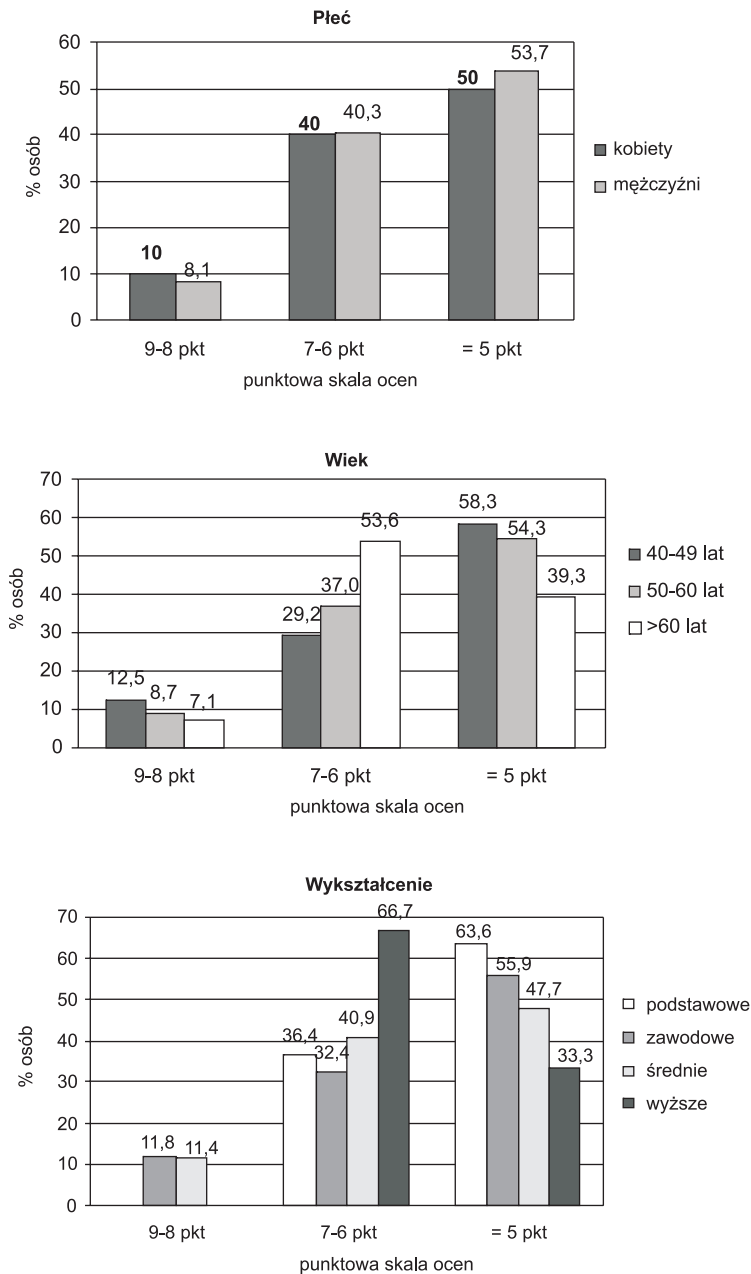 Płeć
60
50
40
30
20
10
0
% osób
10
8,1
40
40,3
50
53,7
kobiety
mężczyźni
9-8 pkt
7-6 pkt
= 5 pkt
punktowa skala ocen
Wiek
70
60
50
40
30
20
10
0
% osób
12,5
8,7
7,1
29,2
37,0
53,6
58,3
54,3
39,3
40-49 lat
50-60 lat
>60 lat
9-8 pkt
7-6 pkt
= 5 pkt
punktowa skala ocen
Wykształcenie
70
60
50
40
30
20
10
0
% osób
11,8
11,4
36,4
32,4
40,9
66,7
63,6
55,9
47,7
33,3
podstawowe
zawodowe
średnie
wyższe
9-8 pkt
7-6 pkt
= 5 pkt
punktowa skala ocen